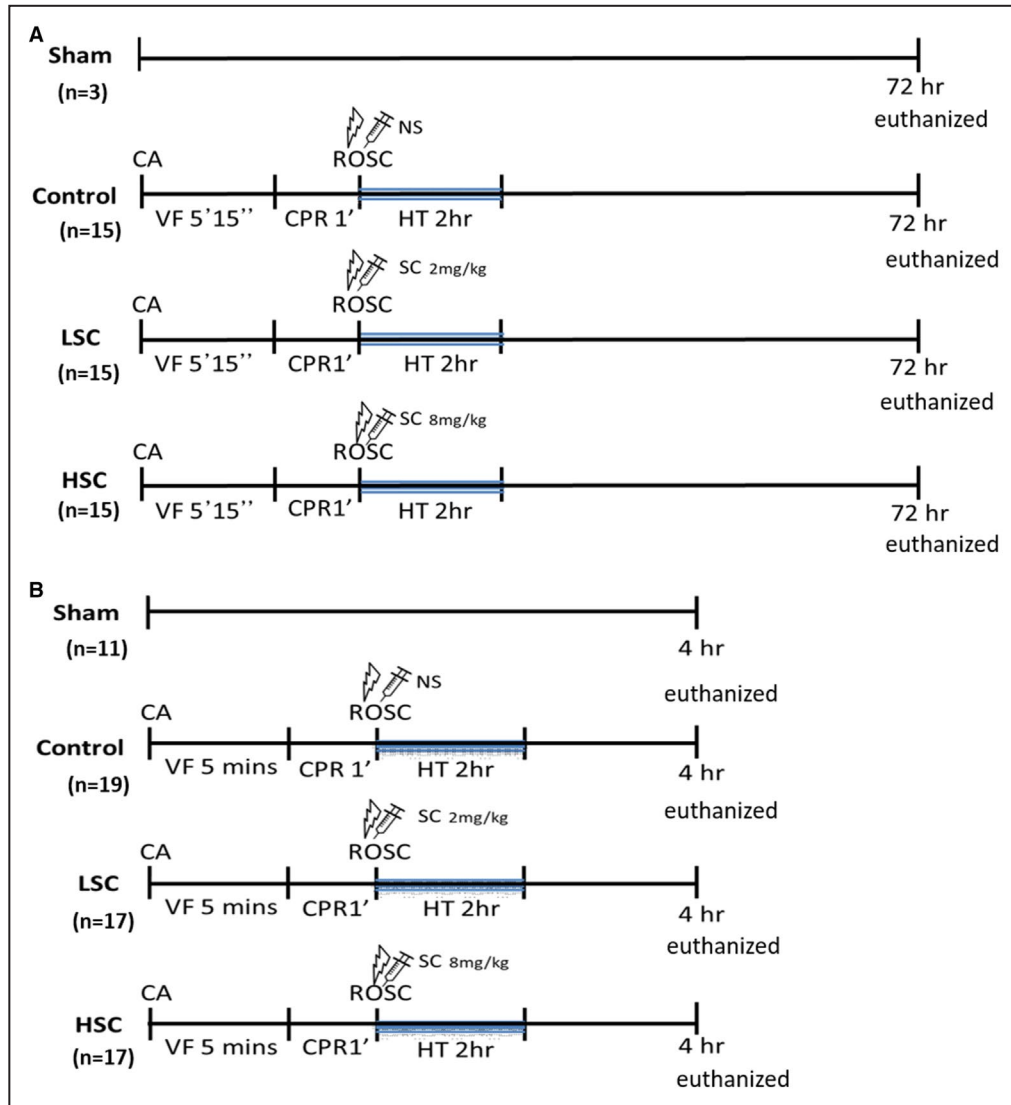 A
Sham
(n=3)
72 hr
euthanized
NS
CA
ROSC
Control
(n=15)
VF 5’15’’
CPR 1’
HT 2hr
72 hr
euthanized
SC 2mg/kg
CA
ROSC
LSC
(n=15)
VF 5’15’’
CPR1’
HT 2hr
72 hr
euthanized
SC 8mg/kg
CA
ROSC
HSC
(n=15)
VF 5’15’’
CPR1’
HT 2hr
72 hr
euthanized
B
Sham
(n=11)
4 hr
euthanized
NS
CA
ROSC
Control
(n=19)
VF 5 mins
CPR 1’
HT 2hr
4 hr
euthanized
SC 2mg/kg
CA
ROSC
LSC
(n=17)
VF 5 mins
CPR1’
HT 2hr
4 hr
euthanized
SC 8mg/kg
CA
ROSC
HSC
(n=17)
VF 5 mins
CPR1’
HT 2hr
4 hr
euthanized